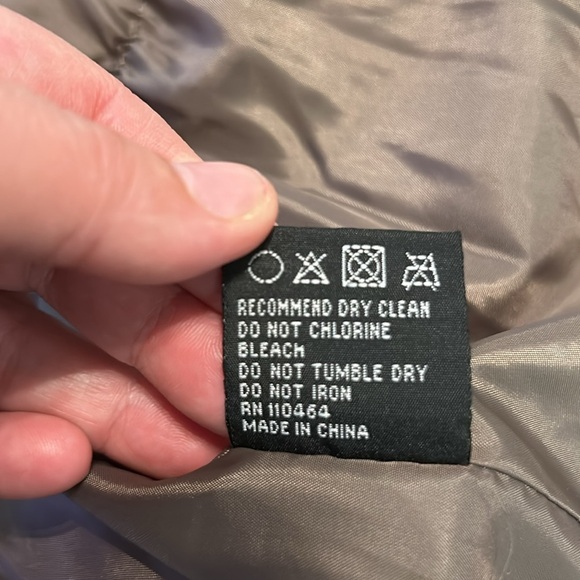 RECOMMEND DRY CLEAN
DO NOT CHLORINE
BLEACH
DO NOT TUMBLE DRY
DO NOT IRON
RN 110464
MADE IN CHINA